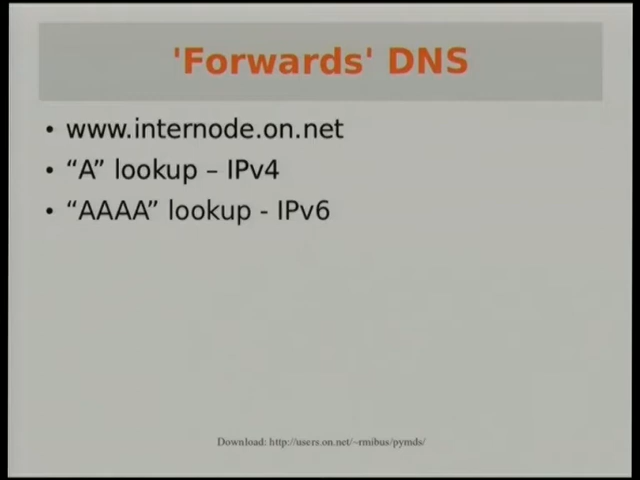 'Forwards' DNS
• www.internode.on.net
• “A” lookup – IPv4
• “AAAA” lookup - IPv6
Download: http://users.on.net/~rmibus/pymds/